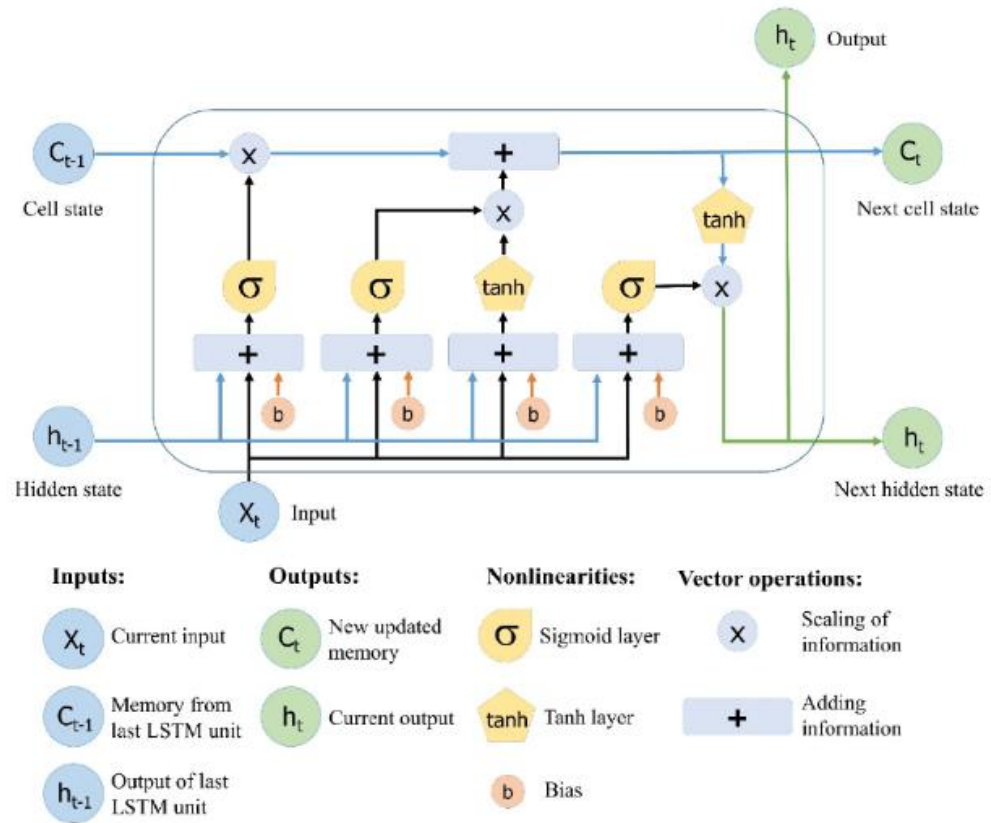 hₜ Output
Cₜ₋₁ x + Cₜ
Cell state tanh Next cell state
σ σ tanh σ x
x
+ + + +
b b b b
hₜ₋₁ hₜ
Hidden state Next hidden state
Xₜ Input
Inputs: Outputs: Nonlinearities: Vector operations:
Xₜ Current input
Cₜ New updated
memory
σ Sigmoid layer
x Scaling of
information
Cₜ₋₁ Memory from
last LSTM unit
hₜ Current output
tanh Tanh layer
+ Adding
information
hₜ₋₁ Output of last
LSTM unit
b Bias